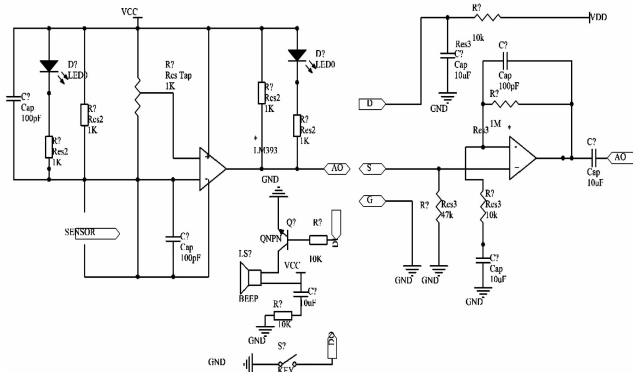 VCC
D?
LED0
R?
Res Tap
1K
D?
LED0
C?
Cap
100pF
R?
Res2
1K
R?
Res2
1K
R?
Res2
1K
R?
Res2
1K
LM393
AO
SENSOR
C?
Cap
100pF
GND
Q?
QNPN
R?
10K
LS?
BEEP
VCC
C?
10uF
R?
10K
GND
GND
S?
KEY
R?
10k
VDD
Res3
C?
Cap
10uF
GND
D
S
G
C?
Cap
100pF
R?
1M
Res3
R?
Res3
47k
R?
Res3
10k
C?
Cap
10uF
AO
C?
Cap
10uF
GND
GND
GND